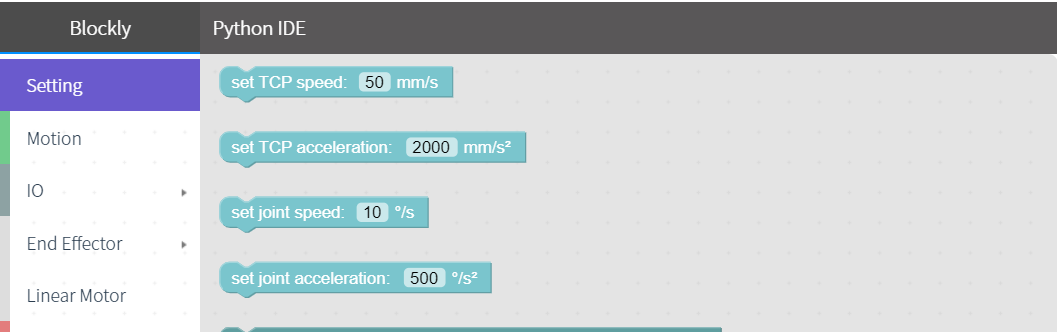 Blockly
Python IDE
Setting
Motion
IO
End Effector
Linear Motor
set TCP speed: 50 mm/s
set TCP acceleration: 2000 mm/s²
set joint speed: 10 °/s
set joint acceleration: 500 °/s²